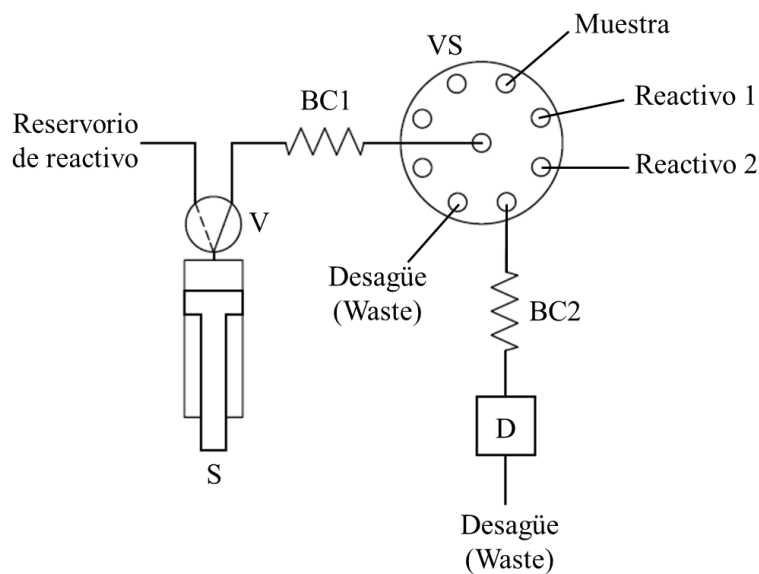 Muestra
VS
BC1
Reactivo 1
Reservorio
de reactivo
Reactivo 2
V
Desagüe
(Waste)
BC2
D
S
Desagüe
(Waste)